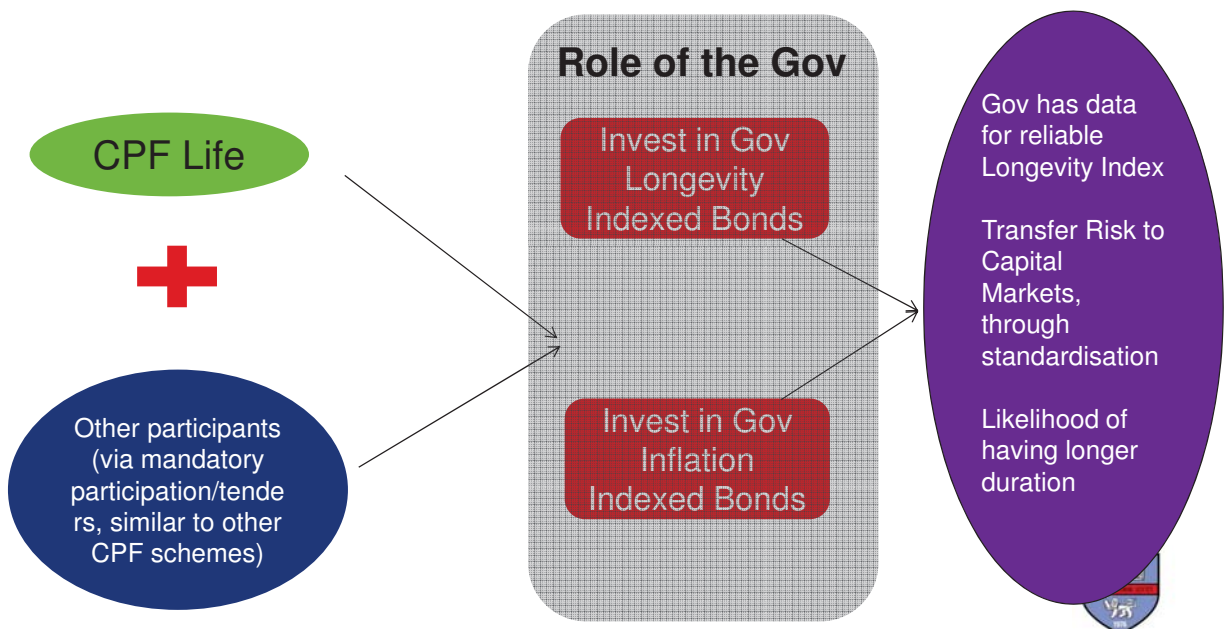 Role of the Gov
CPF Life
Other participants
(via mandatory
participation/tende
rs, similar to other
CPF schemes)
Invest in Gov
Longevity
Indexed Bonds
Invest in Gov
Inflation
Indexed Bonds
Gov has data
for reliable
Longevity Index
Transfer Risk to
Capital
Markets,
through
standardisation
Likelihood of
having longer
duration